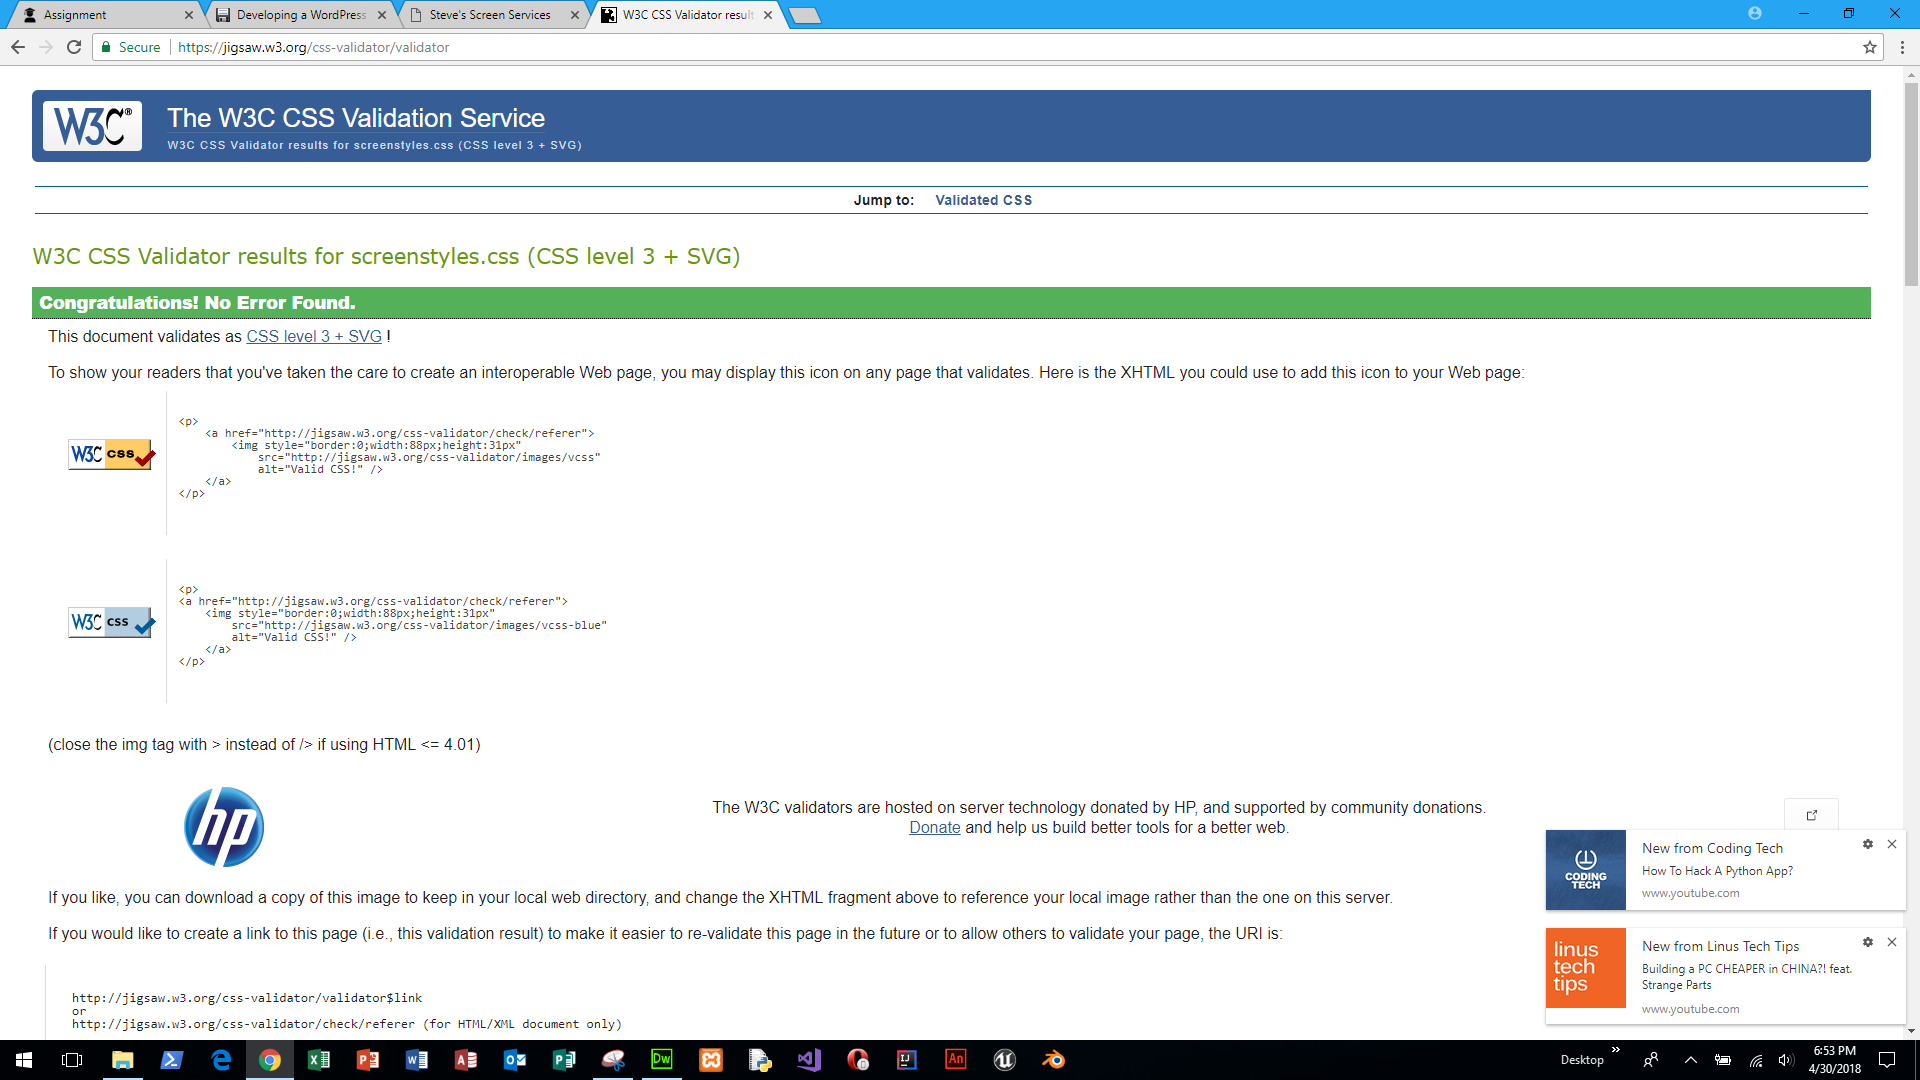 Assignment
Developing a WordPress
Steve's Screen Services
W3C CSS Validator result
Secure
https://jigsaw.w3.org/css-validator/validator
W3C®
The W3C CSS Validation Service
W3C CSS Validator results for screenstyles.css (CSS level 3 + SVG)
Jump to: Validated CSS
W3C CSS Validator results for screenstyles.css (CSS level 3 + SVG)
Congratulations! No Error Found.
This document validates as CSS level 3 + SVG !
To show your readers that you've taken the care to create an interoperable Web page, you may display this icon on any page that validates. Here is the XHTML you could use to add this icon to your Web page:
W3C css
<p>
    <a href="http://jigsaw.w3.org/css-validator/check/referer">
        <img style="border:0;width:88px;height:31px"
            src="http://jigsaw.w3.org/css-validator/images/vcss"
            alt="Valid CSS!" />
    </a>
</p>
W3C css
<p>
<a href="http://jigsaw.w3.org/css-validator/check/referer">
    <img style="border:0;width:88px;height:31px"
        src="http://jigsaw.w3.org/css-validator/images/vcss-blue"
        alt="Valid CSS!" />
    </a>
</p>
(close the img tag with > instead of /> if using HTML <= 4.01)
hp
The W3C validators are hosted on server technology donated by HP, and supported by community donations.
Donate and help us build better tools for a better web.
If you like, you can download a copy of this image to keep in your local web directory, and change the XHTML fragment above to reference your local image rather than the one on this server.
If you would like to create a link to this page (i.e., this validation result) to make it easier to re-validate this page in the future or to allow others to validate your page, the URI is:
http://jigsaw.w3.org/css-validator/validator$link
or
http://jigsaw.w3.org/css-validator/check/referer (for HTML/XML document only)
CODING
TECH
New from Coding Tech
How To Hack A Python App?
www.youtube.com
linus
tech
tips
New from Linus Tech Tips
Building a PC CHEAPER in CHINA?! feat.
Strange Parts
www.youtube.com
Dw
An
Desktop
6:53 PM
4/30/2018